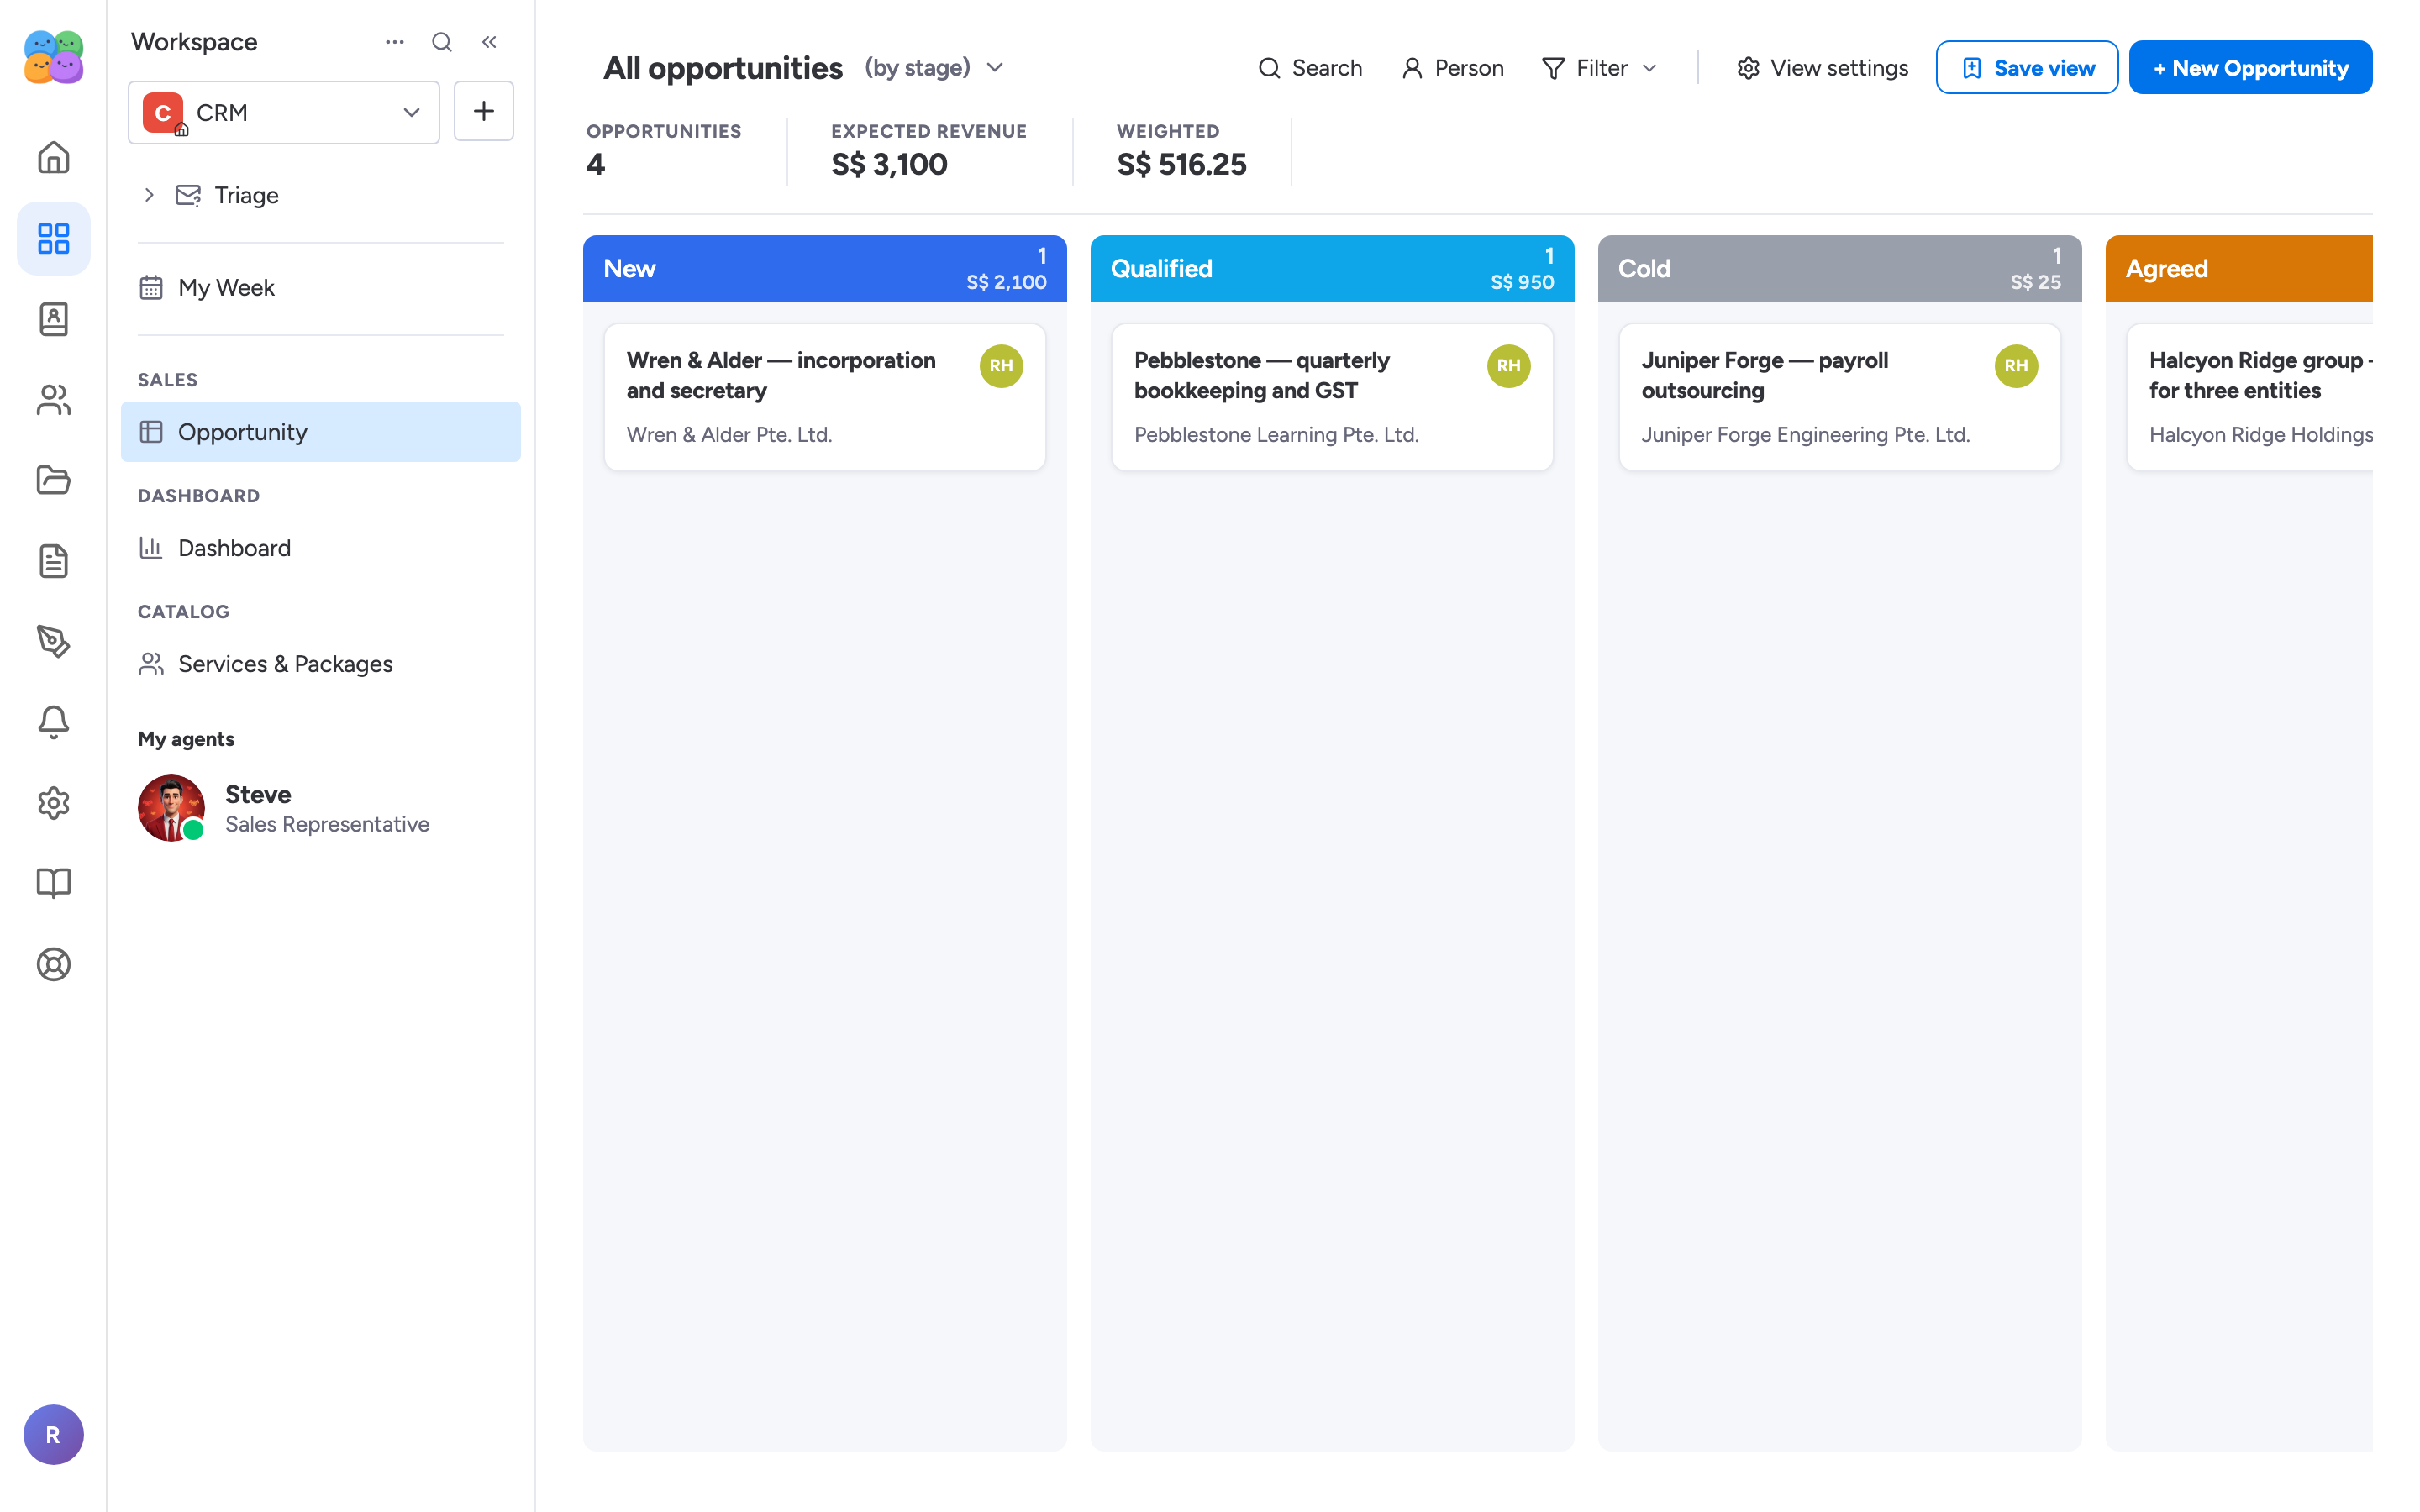 Workspace
C
CRM
Triage
My Week
SALES
Opportunity
DASHBOARD
Dashboard
CATALOG
Services & Packages
My agents
Steve
Sales Representative
R
All opportunities (by stage)
Search
Person
Filter
View settings
Save view
+ New Opportunity
OPPORTUNITIES
4
EXPECTED REVENUE
S$ 3,100
WEIGHTED
S$ 516.25
New
1
S$ 2,100
Wren & Alder — incorporation
and secretary
RH
Wren & Alder Pte. Ltd.
Qualified
1
S$ 950
Pebblestone — quarterly
bookkeeping and GST
RH
Pebblestone Learning Pte. Ltd.
Cold
1
S$ 25
Juniper Forge — payroll
outsourcing
RH
Juniper Forge Engineering Pte. Ltd.
Agreed
Halcyon Ridge group -
for three entities
Halcyon Ridge Holdings